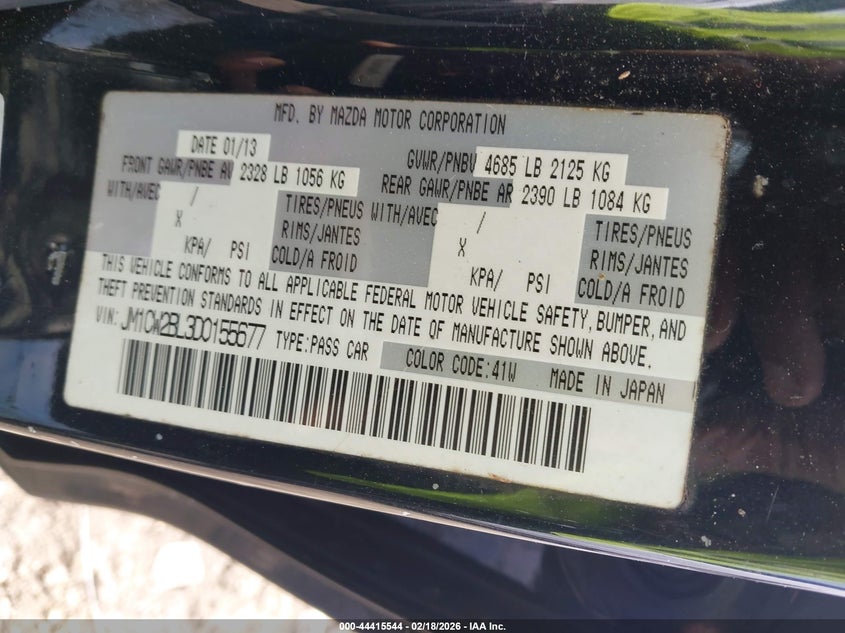 MFD. BY MAZDA MOTOR CORPORATION
DATE 01/13 GVWR/PNBV 4685 LB 2125 KG
FRONT GAWR/PNBE AV 2328 LB 1056 KG REAR GAWR/PNBE AR 2390 LB 1084 KG
WITH/AVEC / TIRES/PNEUS WITH/AVEC / TIRES/PNEUS
X RIMS/JANTES X RIMS/JANTES
KPA/ PSI COLD/A FROID KPA/ PSI COLD/A FROID
THIS VEHICLE CONFORMS TO ALL APPLICABLE FEDERAL MOTOR VEHICLE SAFETY, BUMPER, AND
THEFT PREVENTION STANDARDS IN EFFECT ON THE DATE OF MANUFACTURE SHOWN ABOVE.
VIN: JM1CW2BL3D0155677 TYPE:PASS CAR COLOR CODE:41W MADE IN JAPAN
000-44415544 | 02/18/2026 - IAA Inc.